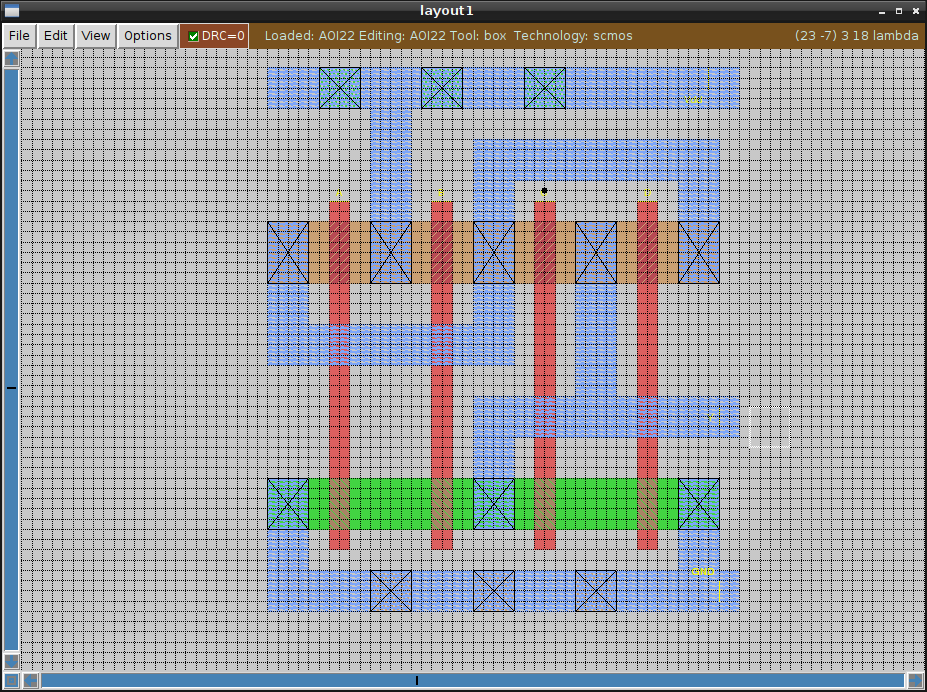 layout1
File Edit View Options DRC=0 Loaded: AOI22 Editing: AOI22 Tool: box Technology: scmos (23 -7) 3 18 lambda
Y
GND